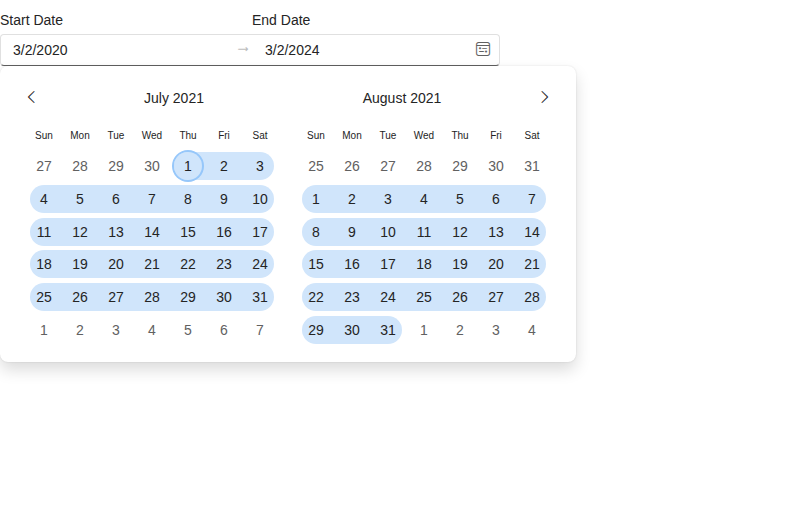 Start Date End Date
3/2/2020 → 3/2/2024
July 2021 August 2021
Sun Mon Tue Wed Thu Fri Sat Sun Mon Tue Wed Thu Fri Sat
27 28 29 30 1 2 3 25 26 27 28 29 30 31
4 5 6 7 8 9 10 1 2 3 4 5 6 7
11 12 13 14 15 16 17 8 9 10 11 12 13 14
18 19 20 21 22 23 24 15 16 17 18 19 20 21
25 26 27 28 29 30 31 22 23 24 25 26 27 28
1 2 3 4 5 6 7 29 30 31 1 2 3 4